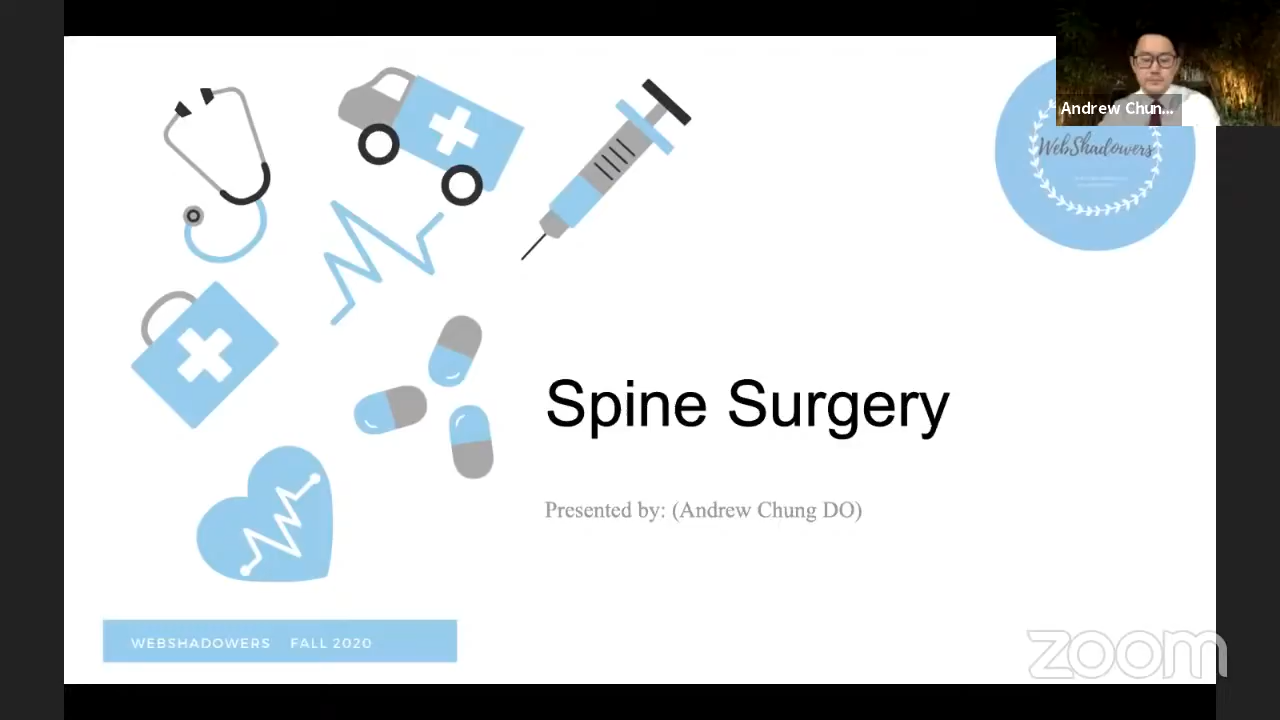 Andrew Chun...
WebShadowers
Spine Surgery
Presented by: (Andrew Chung DO)
WEBSHADOWERS FALL 2020
zoom